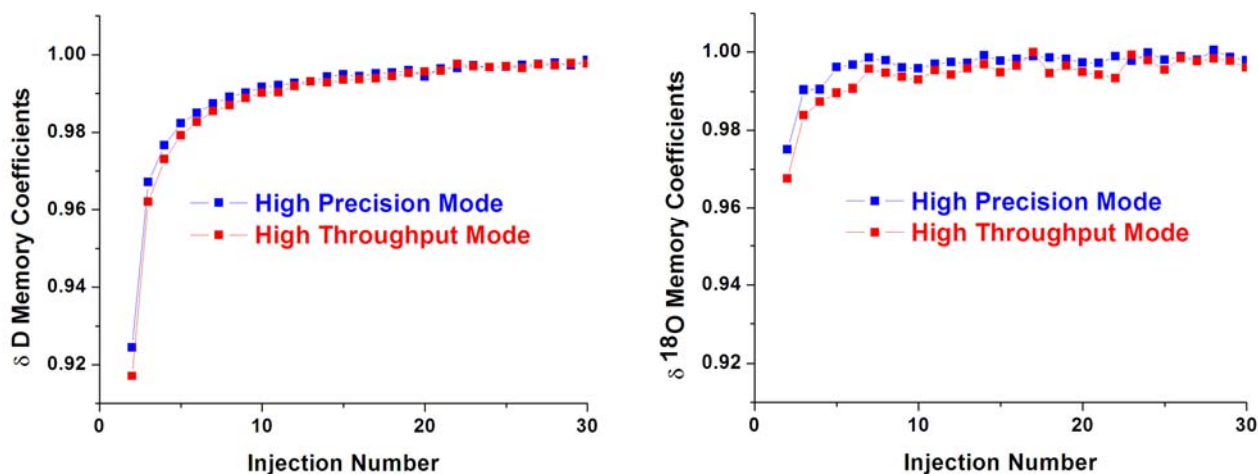 1.00
0.98
0.96
0.94
0.92
0
10
20
30
δ D Memory Coefficients
Injection Number
High Precision Mode
High Throughput Mode
1.00
0.98
0.96
0.94
0.92
0
10
20
30
δ 18O Memory Coefficients
Injection Number
High Precision Mode
High Throughput Mode